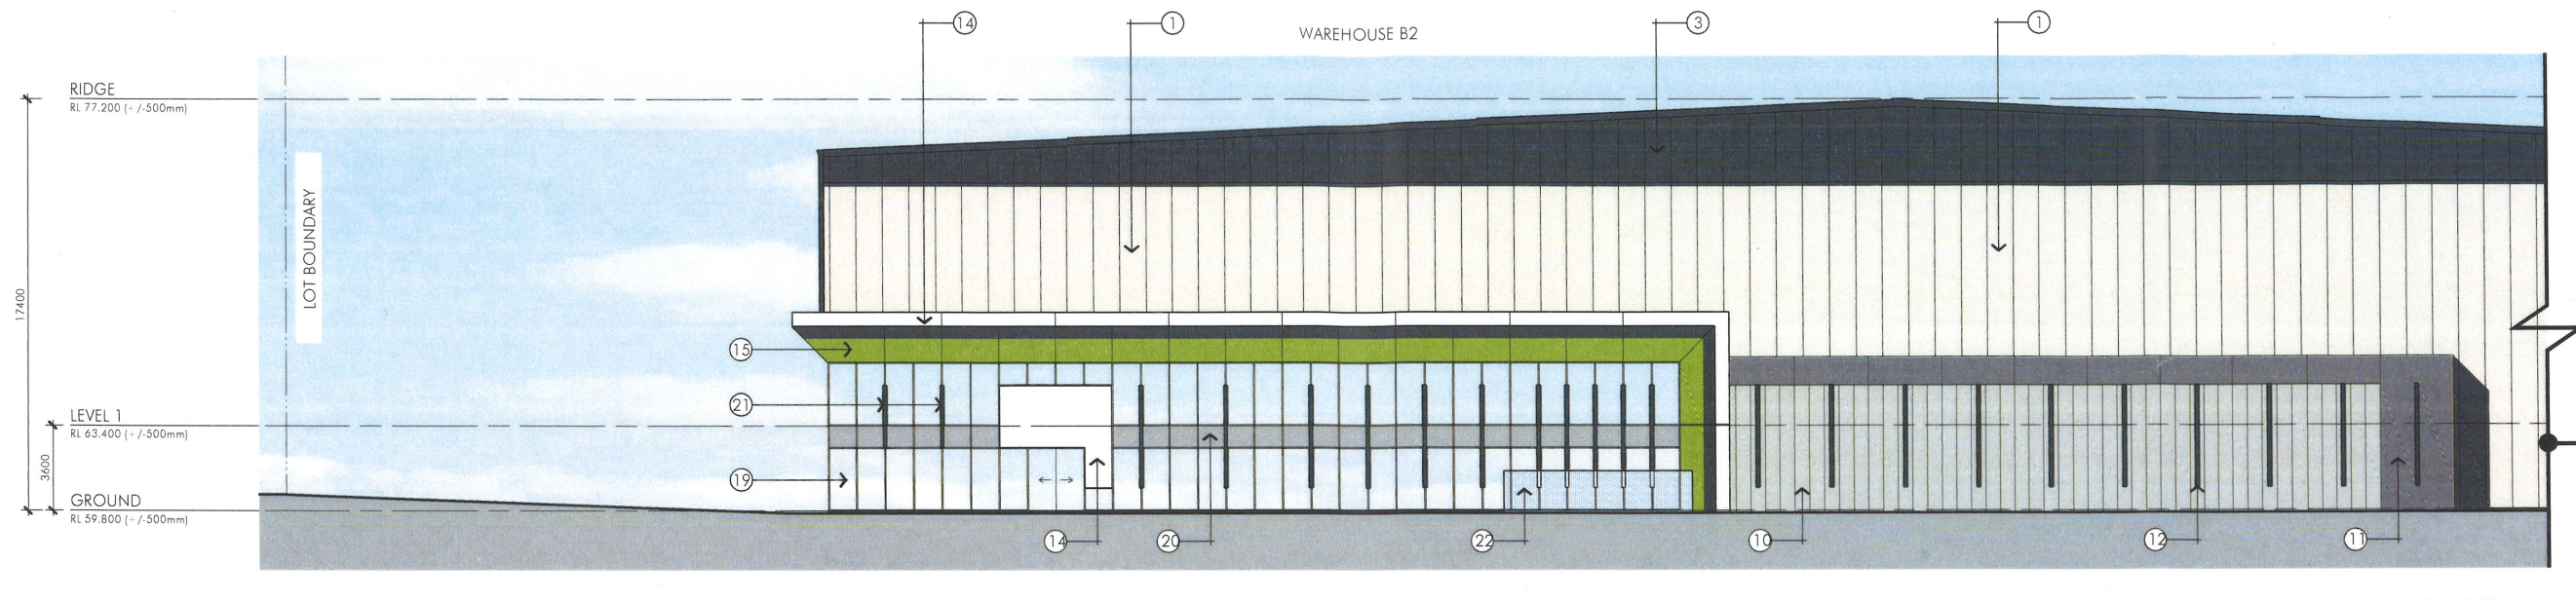 14
1
WAREHOUSE B2
3
1
RIDGE
RL 77.200 (+/-500mm)
LOT BOUNDARY
17400
15
21
LEVEL 1
RL 63.400 (+/-500mm)
3600
19
GROUND
RL 59.800 (+/-500mm)
14
20
22
10
12
11